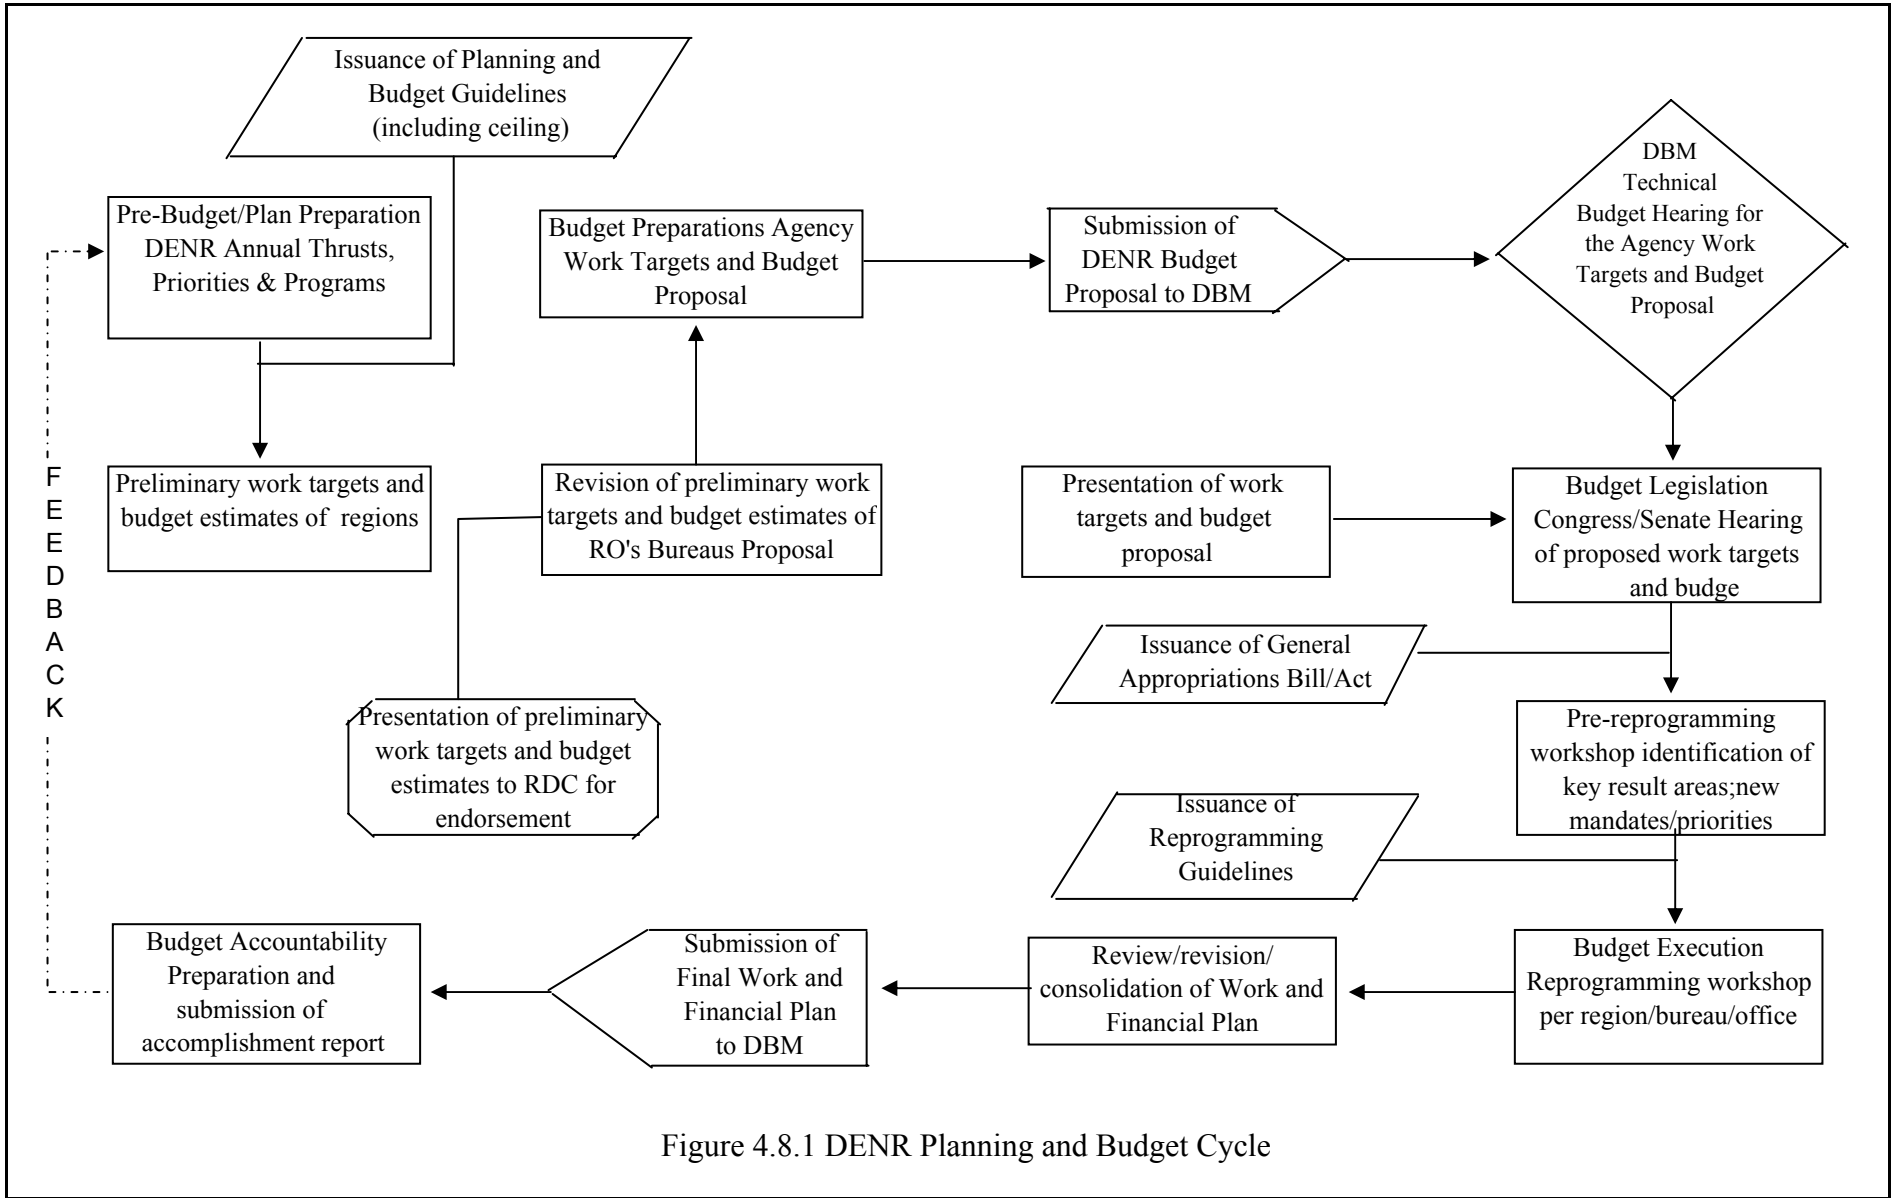 Issuance of Planning and
Budget Guidelines
(including ceiling)
Pre-Budget/Plan Preparation
DENR Annual Thrusts,
Priorities & Programs
Budget Preparations Agency
Work Targets and Budget
Proposal
Submission of
DENR Budget
Proposal to DBM
DBM
Technical
Budget Hearing for
the Agency Work
Targets and Budget
Proposal
FEEDBACK
Preliminary work targets and
budget estimates of regions
Revision of preliminary work
targets and budget estimates of
RO's Bureaus Proposal
Presentation of work
targets and budget
proposal
Budget Legislation
Congress/Senate Hearing
of proposed work targets
and budge
Presentation of preliminary
work targets and budget
estimates to RDC for
endorsement
Issuance of General
Appropriations Bill/Act
Pre-reprogramming
workshop identification of
key result areas;new
mandates/priorities
Issuance of
Reprogramming
Guidelines
Budget Accountability
Preparation and
submission of
accomplishment report
Submission of
Final Work and
Financial Plan
to DBM
Review/revision/
consolidation of Work and
Financial Plan
Budget Execution
Reprogramming workshop
per region/bureau/office
Figure 4.8.1 DENR Planning and Budget Cycle